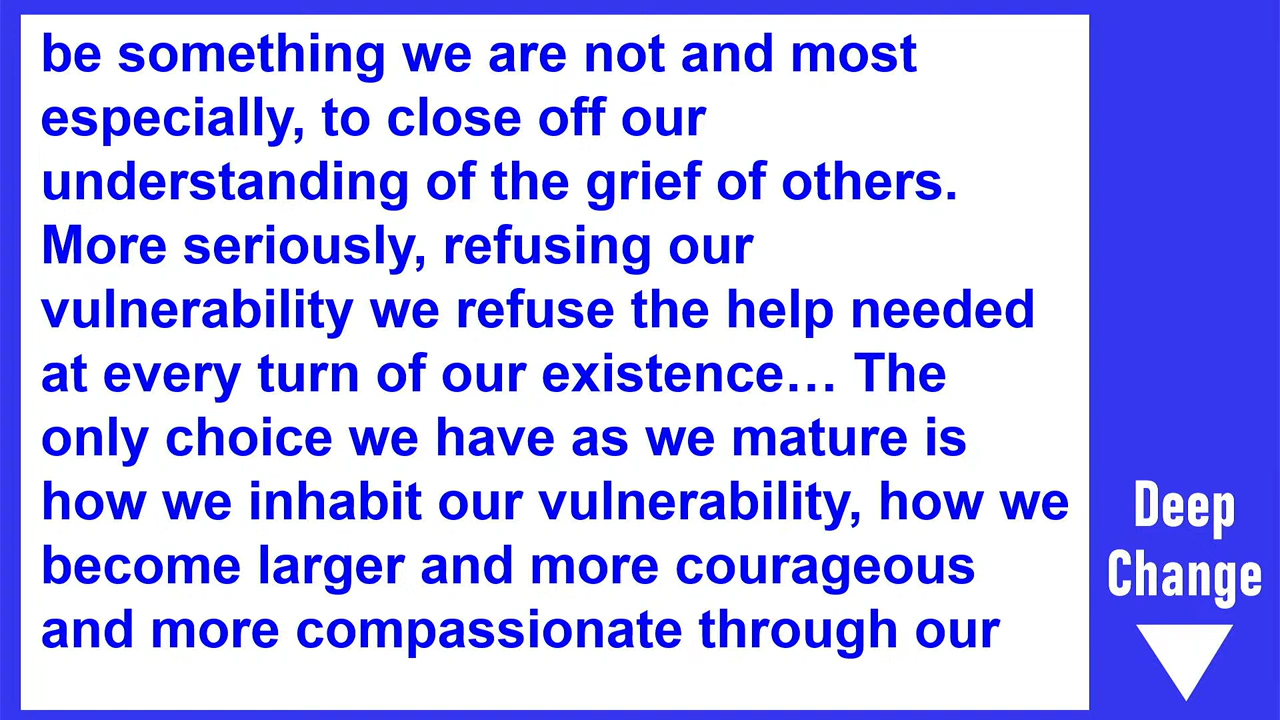 be something we are not and most
especially, to close off our
understanding of the grief of others.
More seriously, refusing our
vulnerability we refuse the help needed
at every turn of our existence… The
only choice we have as we mature is
how we inhabit our vulnerability, how we
become larger and more courageous
and more compassionate through our
Deep
Change